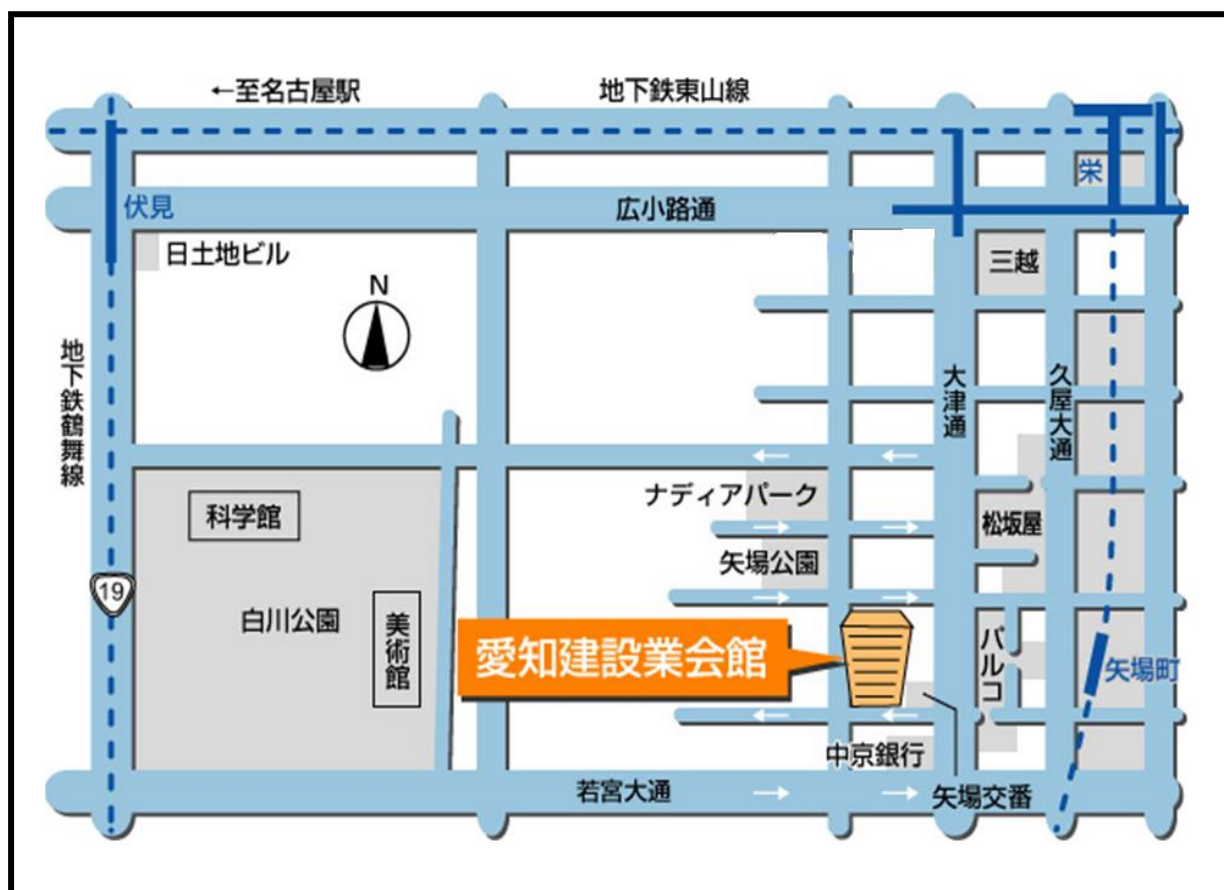 ←至名古屋駅
地下鉄東山線
栄
伏見
広小路通
日土地ビル
三越
N
地下鉄鶴舞線
大津通
久屋大通
ナディアパーク
科学館
松坂屋
矢場公園
19
白川公園
美術館
愛知建設業会館
パルコ
矢場町
中京銀行
若宮大通
矢場交番